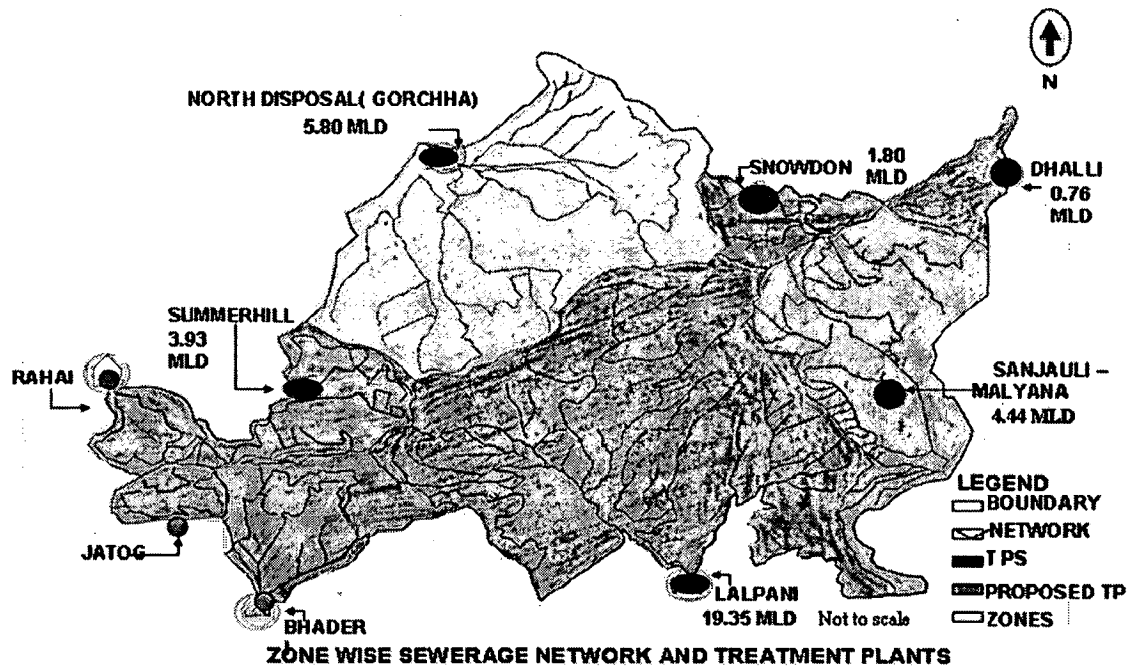 N
NORTH DISPOSAL( GORCHHA)
5.80 MLD
SNOWDON
1.80
MLD
DHALLI
0.76
MLD
SUMMERHILL
3.93
MLD
RAHAI
SANJAULI –
MALYANA
4.44 MLD
JATOG
BHADER
LALPANI
19.35 MLD
Not to scale
LEGEND
BOUNDARY
NETWORK
TPS
PROPOSED TP
ZONES
ZONE WISE SEWERAGE NETWORK AND TREATMENT PLANTS